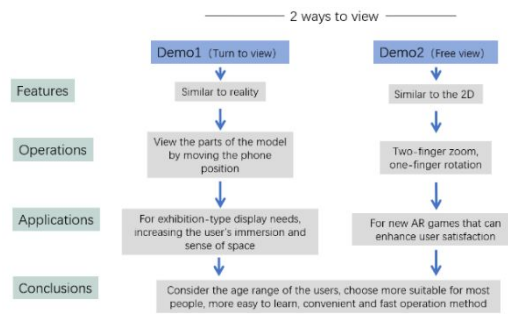 2 ways to view
Demo1 (Turn to view)
Demo2 (Free view)
Features
Similar to reality
Similar to the 2D
Operations
View the parts of the model
by moving the phone
position
Two-finger zoom,
one-finger rotation
Applications
For exhibition-type display needs,
increasing the user's immersion and
sense of space
For new AR games that can
enhance user satisfaction
Conclusions
Consider the age range of the users, choose more suitable for most
people, more easy to learn, convenient and fast operation method